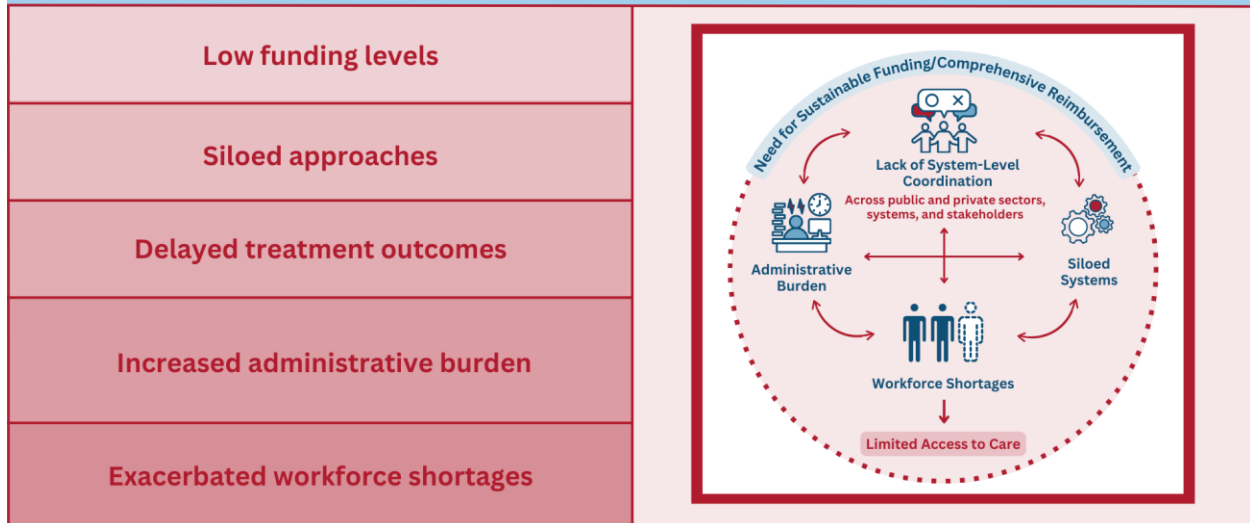 Low funding levels
Siloed approaches
Delayed treatment outcomes
Increased administrative burden
Exacerbated workforce shortages
Need for Sustainable Funding/Comprehensive Reimbursement
Lack of System-Level
Coordination
Across public and private sectors,
systems, and stakeholders
Administrative
Burden
Siloed
Systems
Workforce Shortages
Limited Access to Care